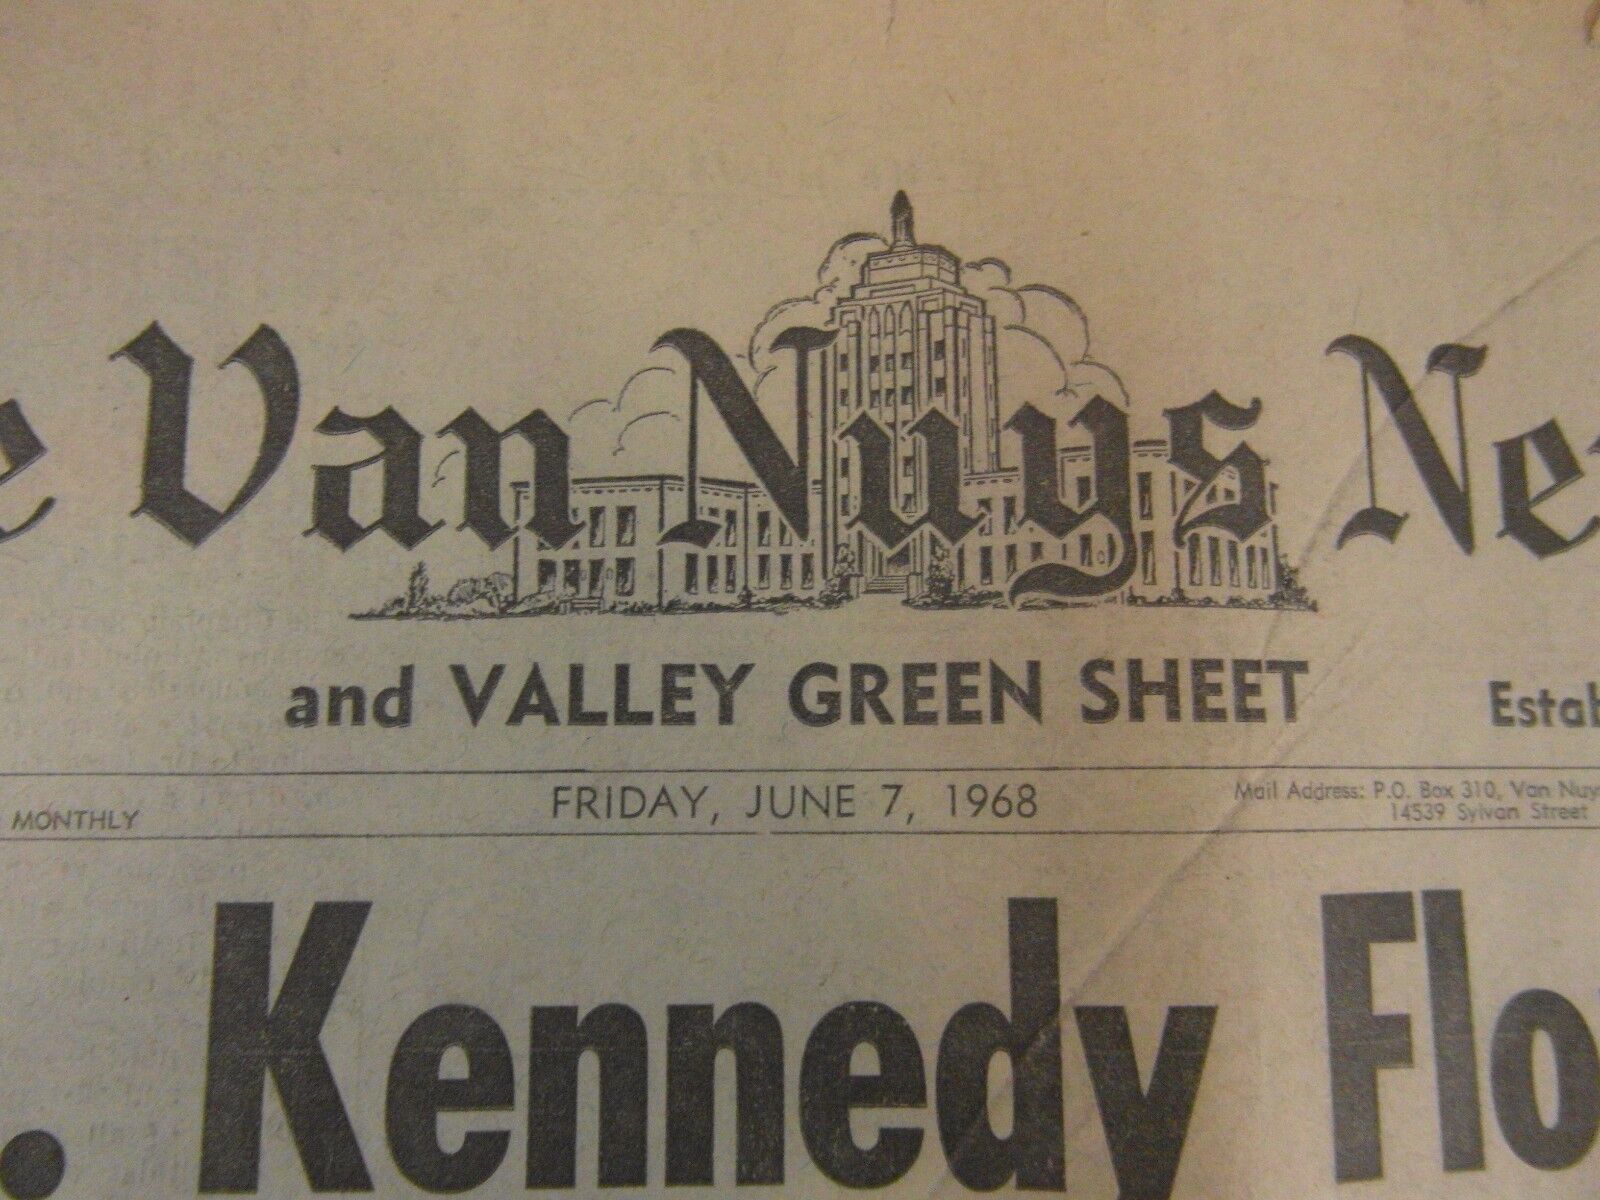 e Van Nuys Ne
and VALLEY GREEN SHEET
Estab
MONTHLY
FRIDAY, JUNE 7, 1968
Mail Address: P.O. Box 310, Van Nuy
14539 Sylvan Street
. Kennedy Flo